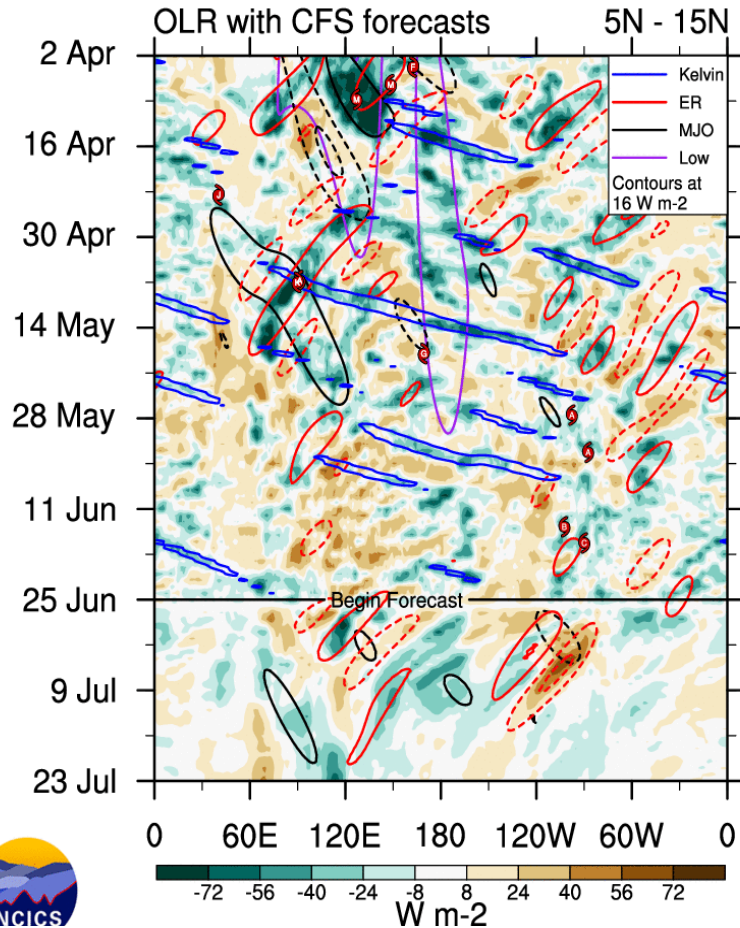 OLR with CFS forecasts 5N - 15N
2 Apr
16 Apr
30 Apr
14 May
28 May
11 Jun
25 Jun
9 Jul
23 Jul
Kelvin
ER
MJO
Low
Contours at
16 W m-2
F
M
M
J
G
A
A
B
C
Begin Forecast
0 60E 120E 180 120W 60W 0
-72 -56 -40 -24 -8 8 24 40 56 72
W m-2
NCICS